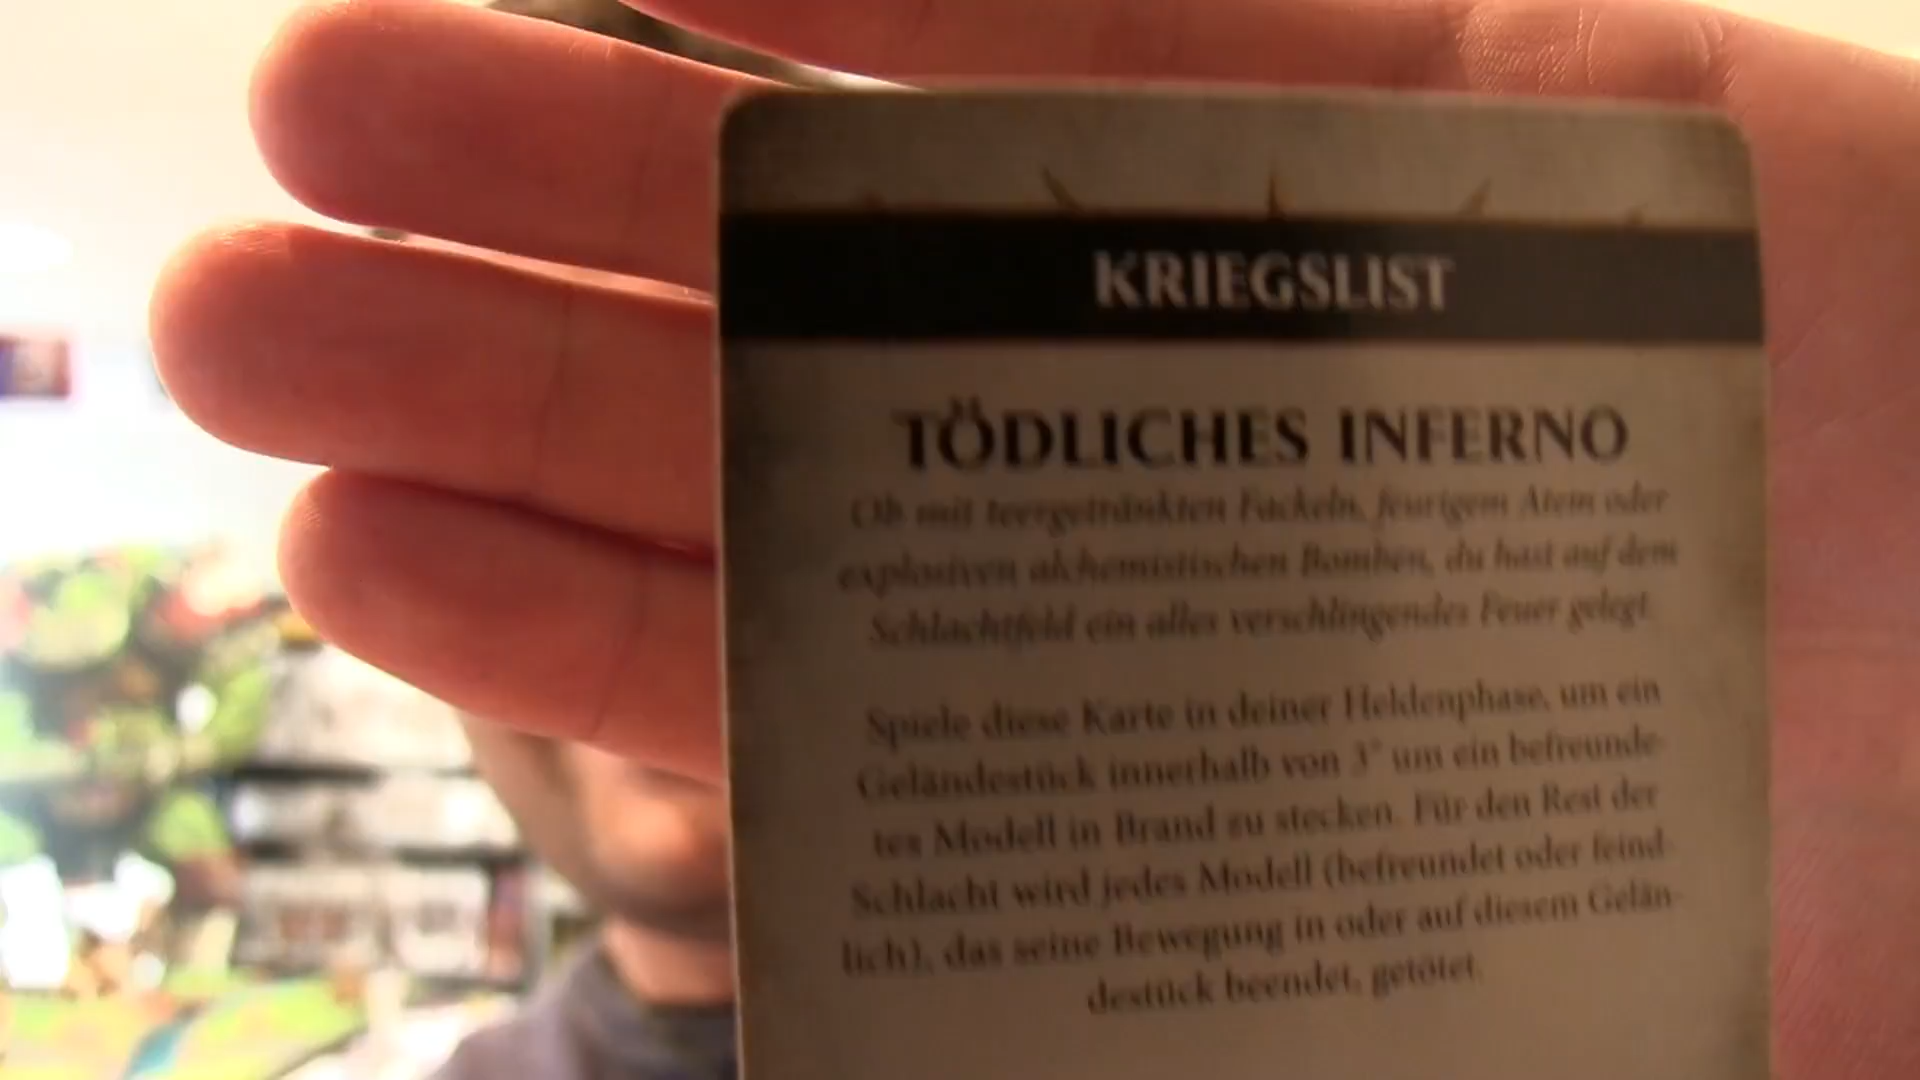 KRIEGSLIST
TÖDLICHES INFERNO
Ob mit teergetränkten Fackeln, feurigem Atem oder
explosiven alchemistischen Bomben, du hast auf dem
Schlachtfeld ein alles verschlingendes Feuer gelegt.
Spiele diese Karte in deiner Heldenphase, um ein
Geländestück innerhalb von 3" um ein befreunde-
tes Modell in Brand zu stecken. Für den Rest der
Schlacht wird jedes Modell (befreundet oder feind-
lich), das seine Bewegung in oder auf diesem Gelän-
destück beendet, getötet.